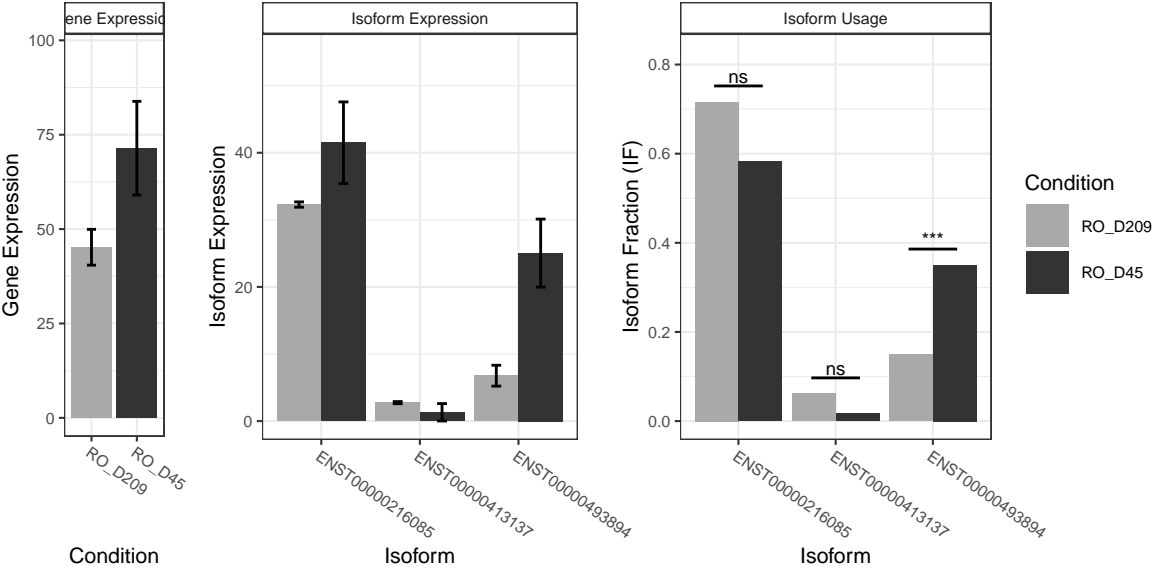 ene Expressio
Gene Expression
100
75
50
25
0
RO_D209
RO_D45
Condition
Isoform Expression
Isoform Expression
40
20
0
ENST00000216085
ENST00000413137
ENST00000493894
Isoform
Isoform Usage
Isoform Fraction (IF)
0.8
0.6
0.4
0.2
0.0
ns
ns
***
ENST00000216085
ENST00000413137
ENST00000493894
Isoform
Condition
RO_D209
RO_D45